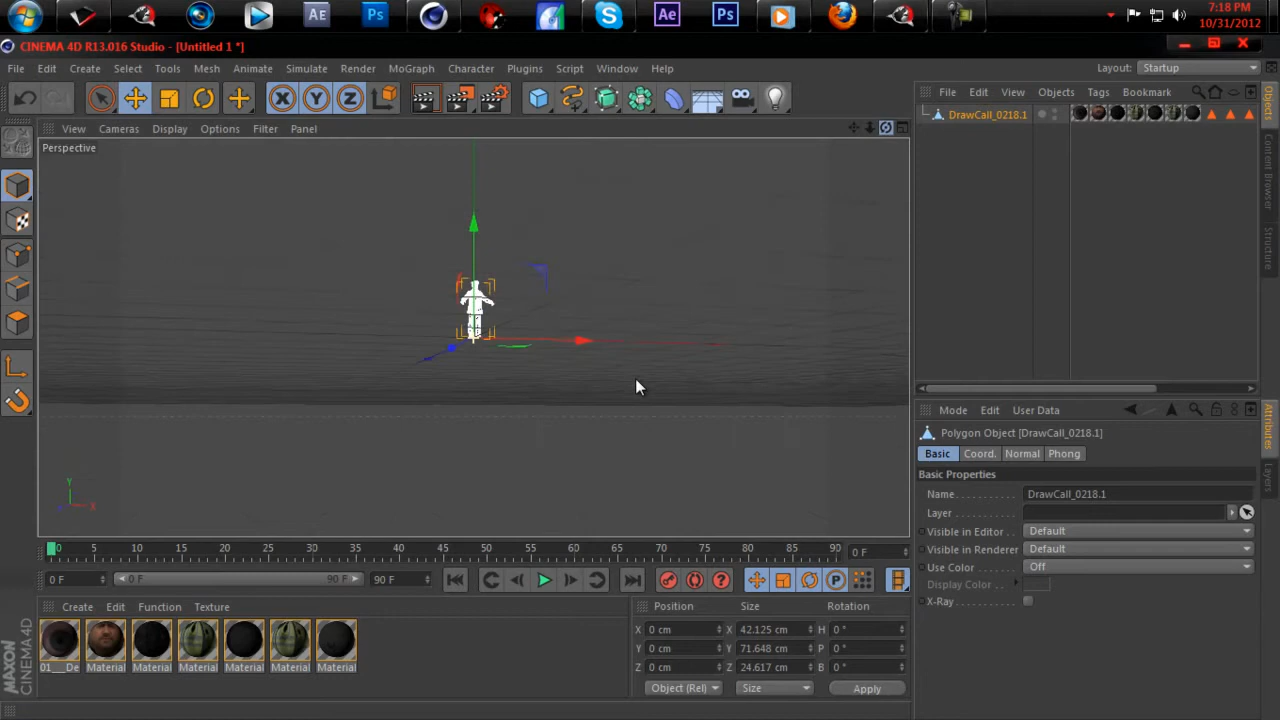 Ae
Ps
Ae
Ps
7:18 PM
10/31/2012
CINEMA 4D R13.016 Studio - [Untitled 1 *]
File Edit Create Select Tools Mesh Animate Simulate Render MoGraph Character Plugins Script Window Help
Layout: Startup
X Y Z
View Cameras Display Options Filter Panel
File Edit View Objects Tags Bookmark
Perspective
DrawCall_0218.1
Objects
Content Browser
Structure
Y
X
Mode Edit User Data
Polygon Object [DrawCall_0218.1]
Basic Coord. Normal Phong
Basic Properties
Name DrawCall_0218.1
Layer
Visible in Editor Default
Visible in Renderer Default
Use Color Off
Display Color
X-Ray
Attributes
Layers
0 5 10 15 20 25 30 35 40 45 50 55 60 65 70 75 80 85 90 0 F
0 F 0 F 90 F 90 F
P
Create Edit Function Texture
Position Size Rotation
X 0 cm X 42.125 cm H 0 °
Y 0 cm Y 71.648 cm P 0 °
Z 0 cm Z 24.617 cm B 0 °
Object (Rel) Size Apply
01___De Material Material Material Material Material Material
MAXON
CINEMA 4D